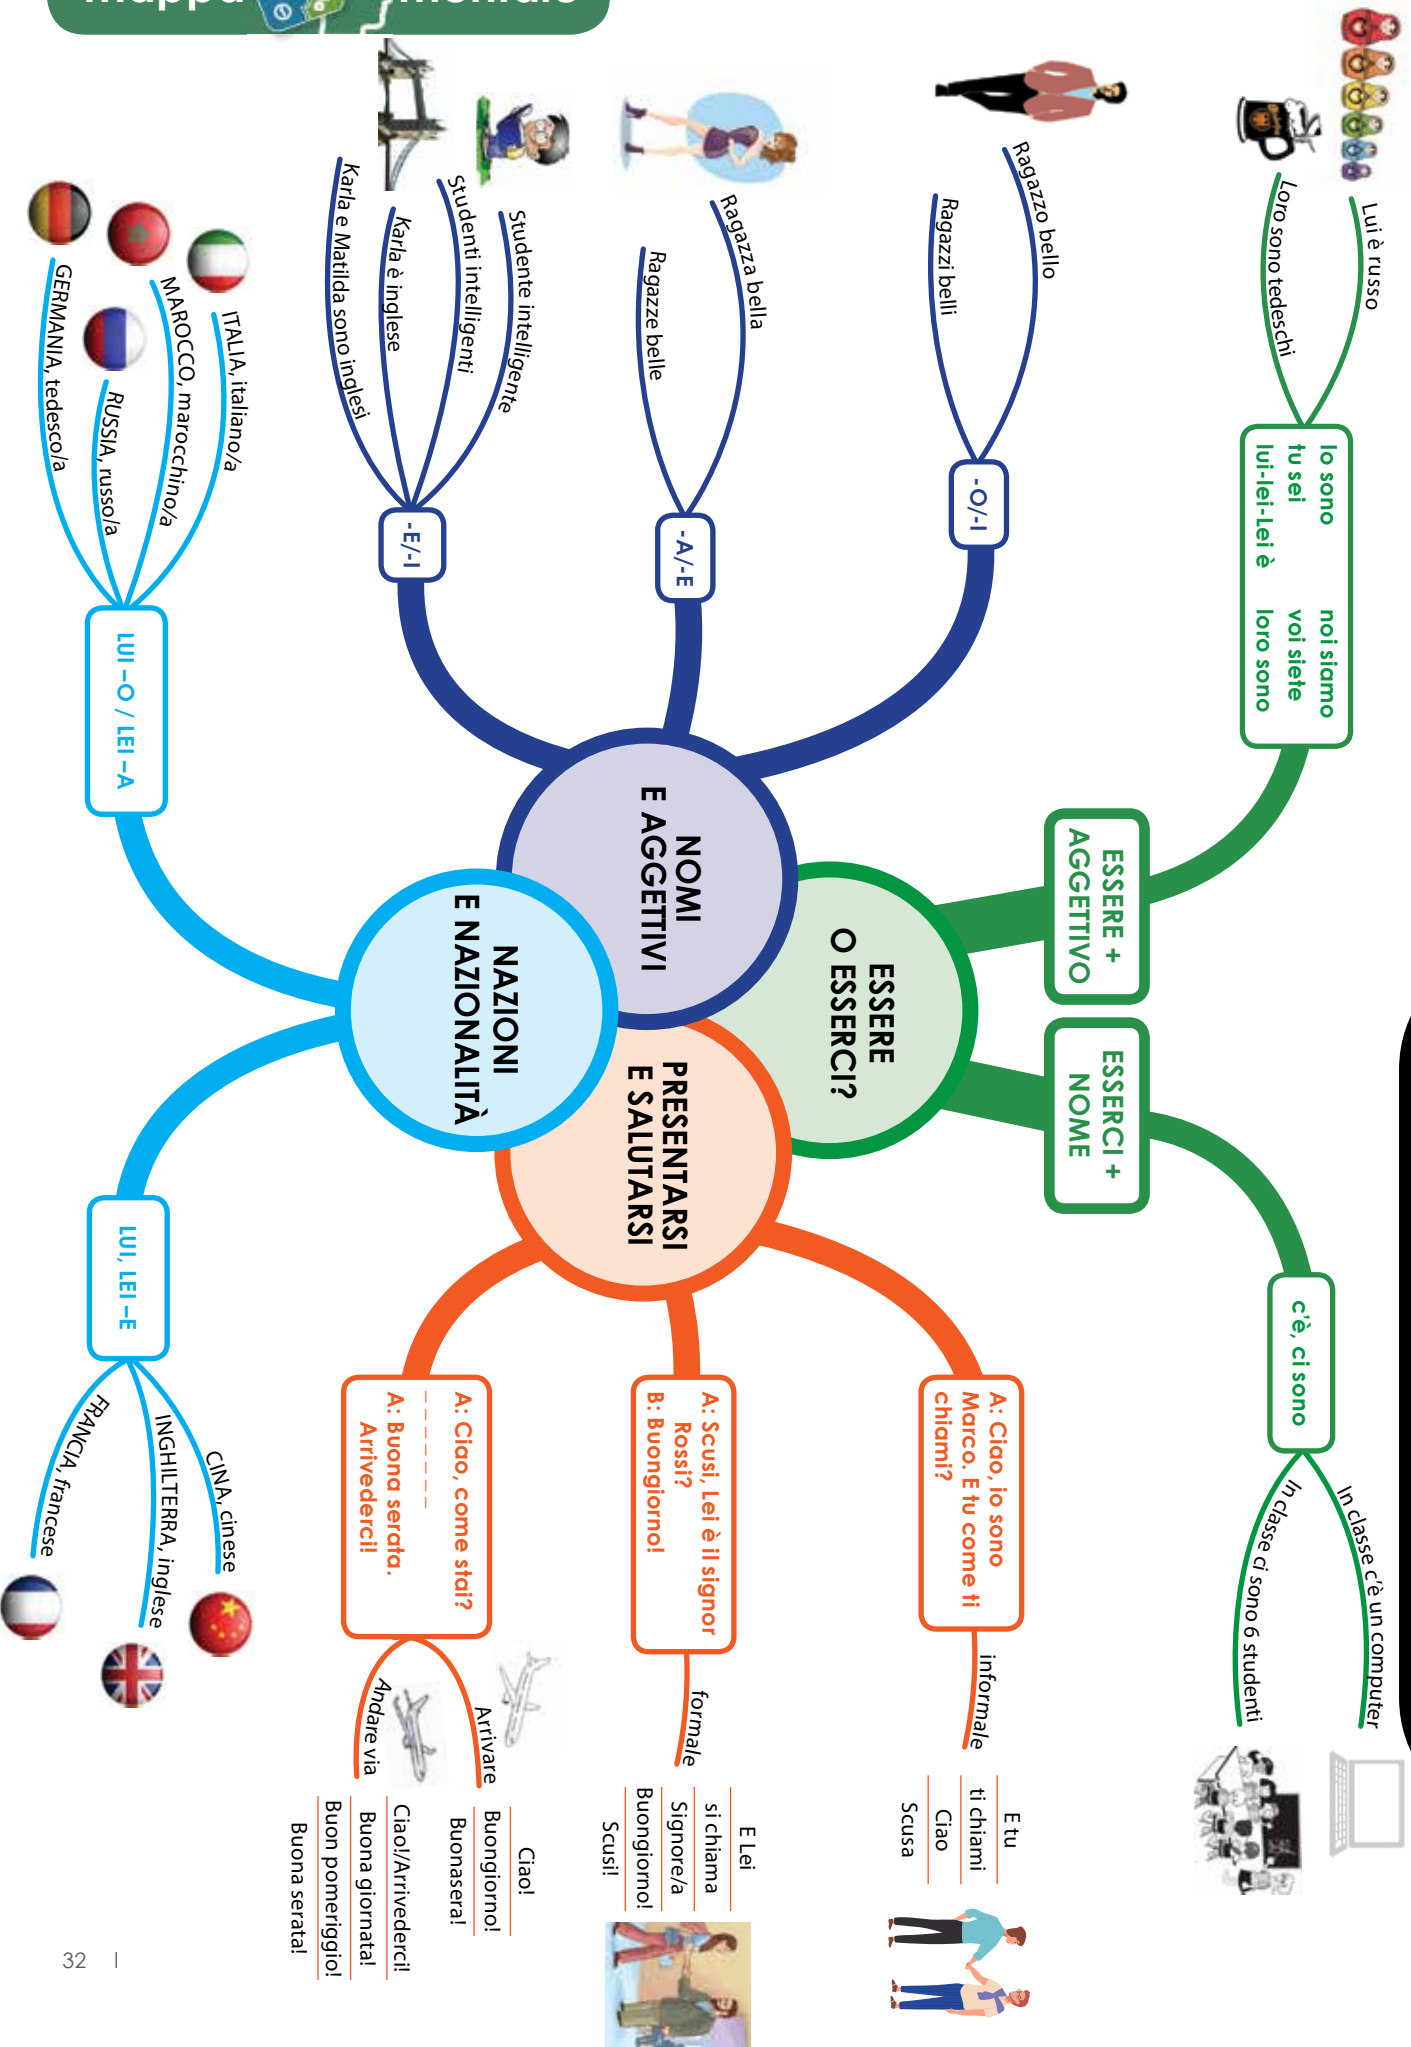 mappa mentale
ESSERE
O ESSERCI?
ESSERE +
AGGETTIVO
Io sono noi siamo
tu sei voi siete
lui-lei-Lei è loro sono
Lui è russo
Loro sono tedeschi
ESSERCI +
NOME
c'è, ci sono
In classe c'è un computer
In classe ci sono 6 studenti
NOMI
E AGGETTIVI
-O/-I
Ragazzo bello
Ragazzi belli
-A/-E
Ragazza bella
Ragazze belle
-E/-I
Studente intelligente
Studenti intelligenti
Karla è inglese
Karla e Matilda sono inglesi
PRESENTARSI
E SALUTARSI
A: Ciao, io sono
Marco. E tu come ti
chiami?
informale
E tu
ti chiami
Ciao
Scusa
A: Scusi, Lei è il signor
Rossi?
B: Buongiorno!
formale
E Lei
si chiama
Signore/a
Buongiorno!
Scusi!
A: Ciao, come stai?
_ _ _ _ _ _ _
A: Buona serata.
Arrivederci!
Arrivare
Ciao!
Buongiorno!
Buonasera!
Andare via
Ciao!/Arrivederci!
Buona giornata!
Buon pomeriggio!
Buona serata!
NAZIONI
E NAZIONALITÀ
LUI –O / LEI –A
ITALIA, italiano/a
MAROCCO, marocchino/a
RUSSIA, russo/a
GERMANIA, tedesco/a
LUI, LEI –E
CINA, cinese
INGHILTERRA, inglese
FRANCIA, francese
32 |